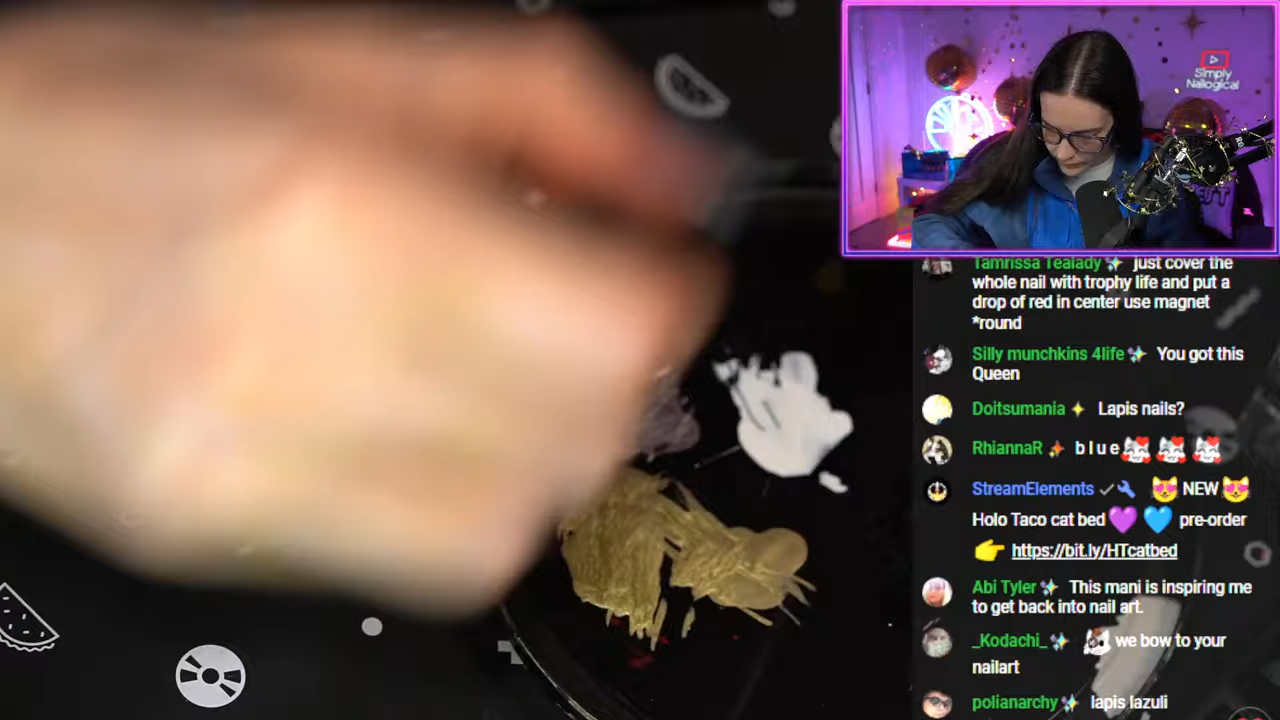 Simply
Nailogical
Tamrissa Tealady just cover the
whole nail with trophy life and put a
drop of red in center use magnet
*round
Silly munchkins 4life You got this
Queen
Doitsumania Lapis nails?
RhiannaR b l u e
StreamElements NEW
Holo Taco cat bed pre-order
https://bit.ly/HTcatbed
Abi Tyler This mani is inspiring me
to get back into nail art.
_Kodachi_ we bow to your
nailart
polianarchy lapis lazuli